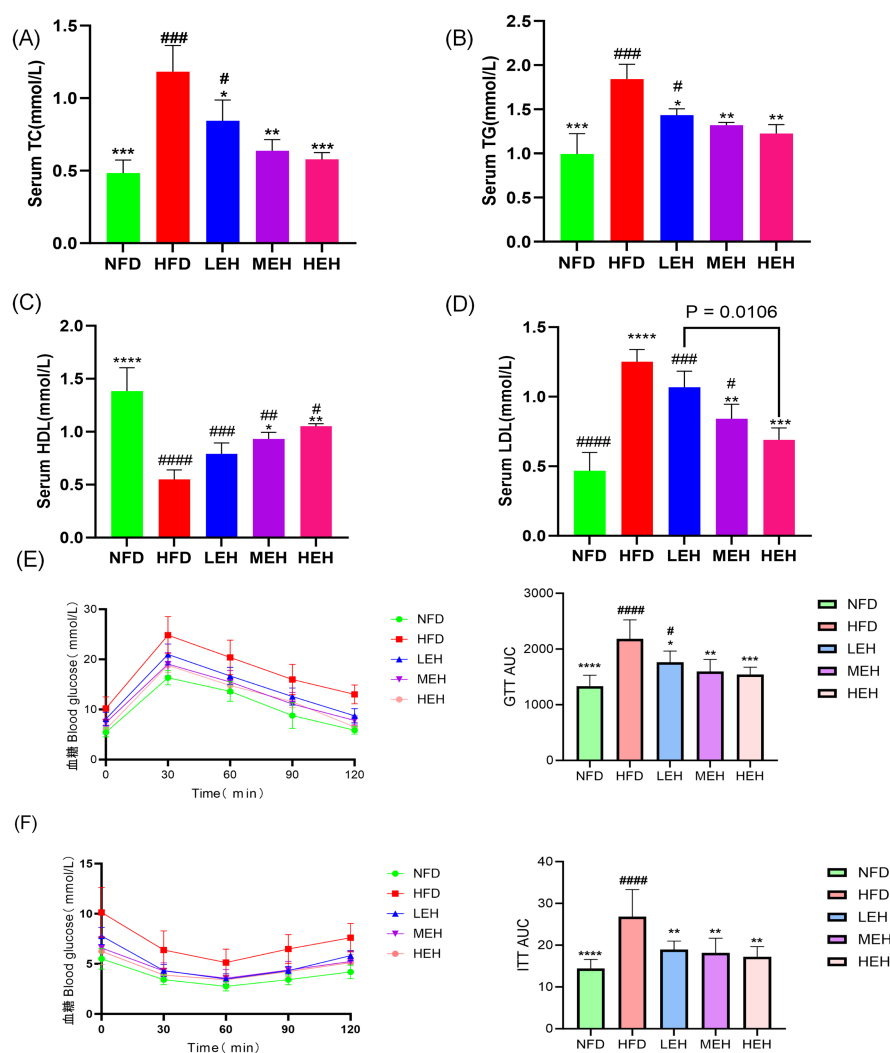 (A)
Serum TC(mmol/L)
1.5
1.0
0.5
0.0
***
###
#
*
**
***
NFD HFD LEH MEH HEH
(B)
Serum TG(mmol/L)
2.5
2.0
1.5
1.0
0.5
0.0
***
###
#
*
**
**
NFD HFD LEH MEH HEH
(C)
Serum HDL(mmol/L)
2.0
1.5
1.0
0.5
0.0
****
####
###
##
*
#
**
NFD HFD LEH MEH HEH
(D)
P = 0.0106
Serum LDL(mmol/L)
1.5
1.0
0.5
0.0
####
****
###
#
**
***
NFD HFD LEH MEH HEH
(E)
血糖 Blood glucose( mmol/L)
30
20
10
0
0 30 60 90 120
Time( min)
NFD
HFD
LEH
MEH
HEH
GTT AUC
3000
2000
1000
0
****
####
#
*
**
***
NFD HFD LEH MEH HEH
NFD
HFD
LEH
MEH
HEH
(F)
血糖 Blood glucose( mmol/L)
15
10
5
0
0 30 60 90 120
Time( min)
NFD
HFD
LEH
MEH
HEH
ITT AUC
40
30
20
10
0
****
####
**
**
**
NFD HFD LEH MEH HEH
NFD
HFD
LEH
MEH
HEH